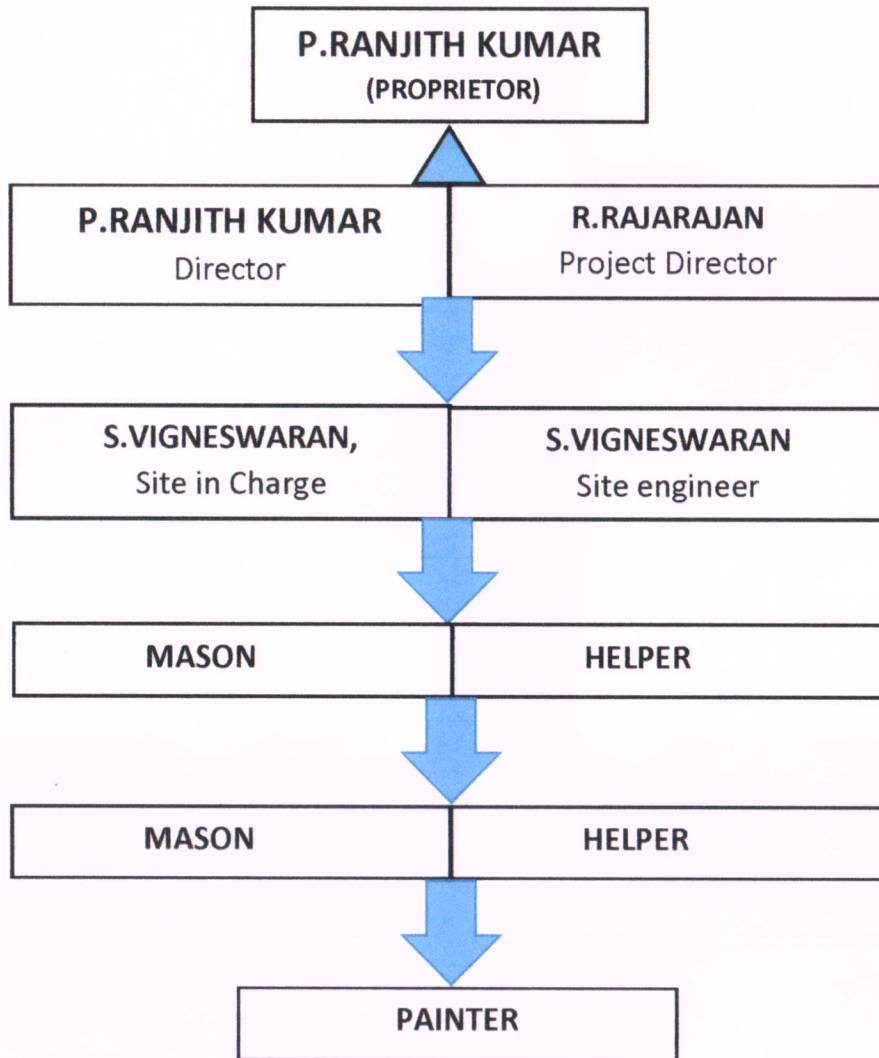 P.RANJITH KUMAR
(PROPRIETOR)
P.RANJITH KUMAR
Director
R.RAJARAJAN
Project Director
S.VIGNESWARAN,
Site in Charge
S.VIGNESWARAN
Site engineer
MASON
HELPER
MASON
HELPER
PAINTER